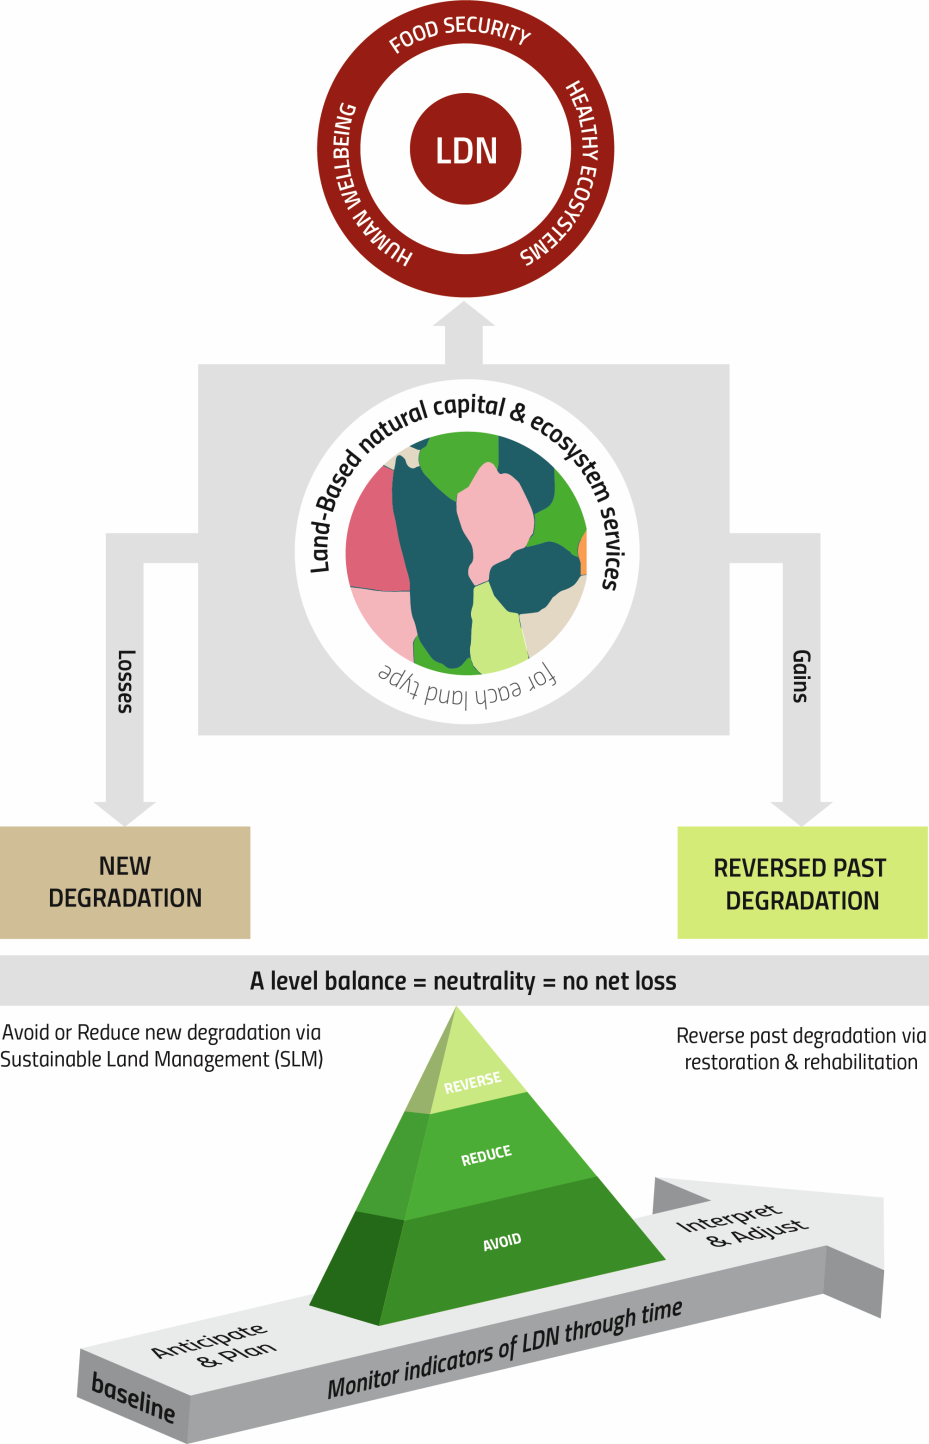 FOOD SECURITY
HUMAN WELLBEING
HEALTHY ECOSYSTEMS
LDN
Land-Based natural capital & ecosystem services
for each land type
Losses
Gains
NEW
DEGRADATION
REVERSED PAST
DEGRADATION
A level balance = neutrality = no net loss
Avoid or Reduce new degradation via
Sustainable Land Management (SLM)
Reverse past degradation via
restoration & rehabilitation
REVERSE
REDUCE
AVOID
Interpret
& Adjust
Anticipate
& Plan
Monitor indicators of LDN through time
baseline